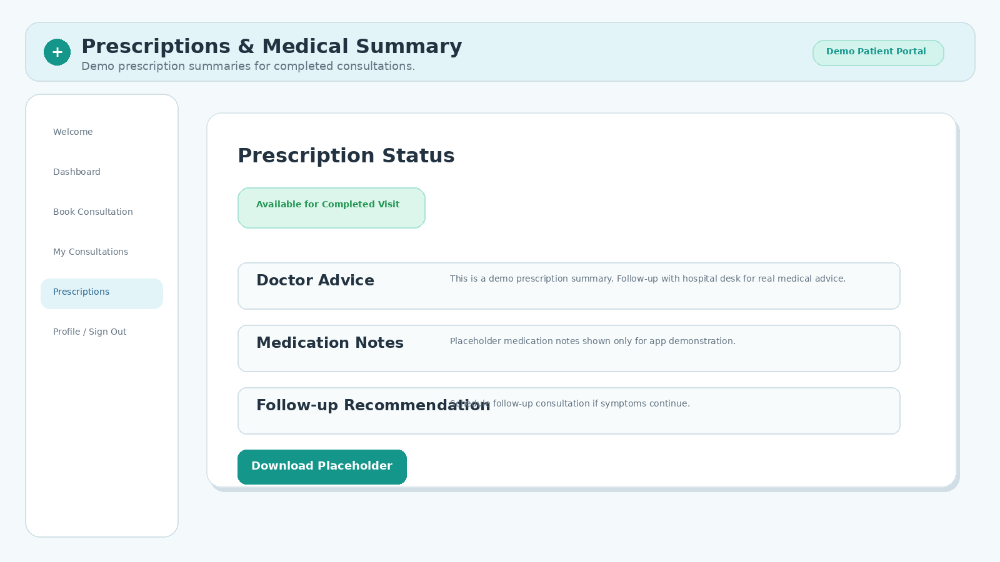 +
Prescriptions & Medical Summary
Demo prescription summaries for completed consultations.
Demo Patient Portal
Welcome
Dashboard
Book Consultation
My Consultations
Prescriptions
Profile / Sign Out
Prescription Status
Available for Completed Visit
Doctor Advice
This is a demo prescription summary. Follow-up with hospital desk for real medical advice.
Medication Notes
Placeholder medication notes shown only for app demonstration.
Follow-up Recommendation
Schedule follow-up consultation if symptoms continue.
Download Placeholder